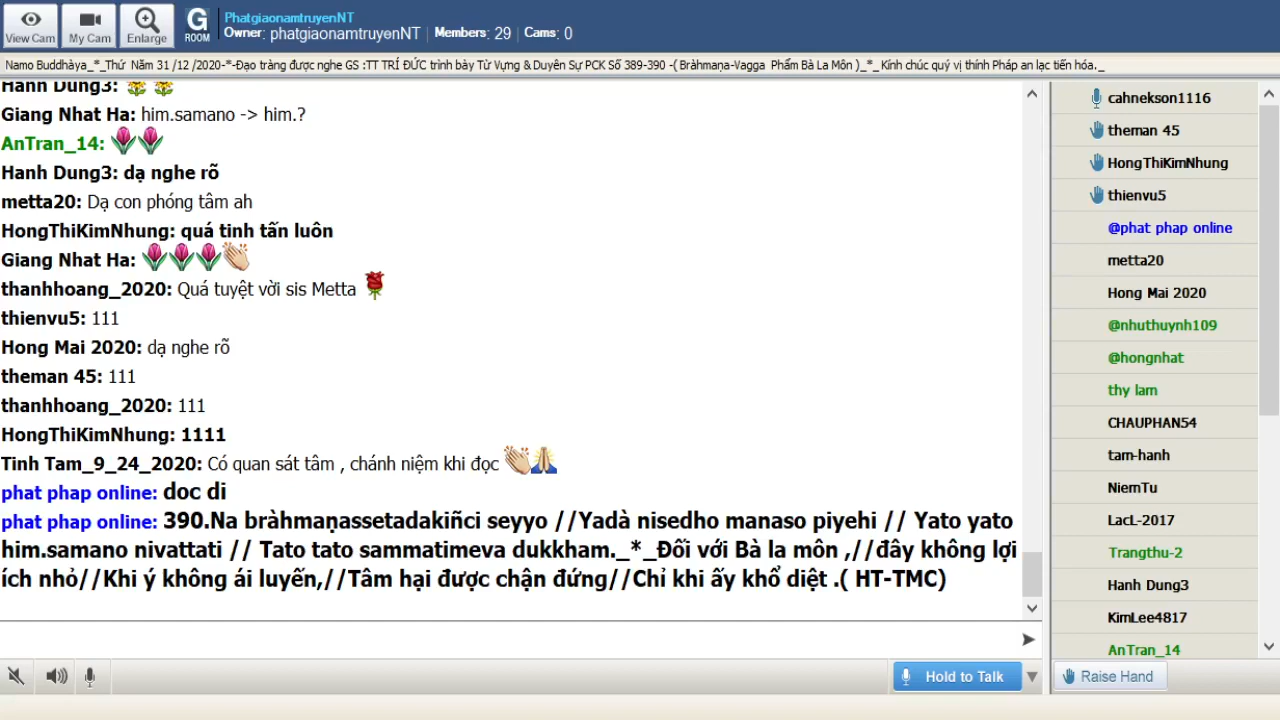 View Cam
My Cam
Enlarge
G
ROOM
PhatgiaonamtruyenNT
Owner: phatgiaonamtruyenNT | Members: 29 | Cams: 0
Namo Buddhàya_*_Thứ Năm 31 /12 /2020-*-Đạo tràng được nghe GS :TT TRÍ ĐỨC trình bày Từ Vựng & Duyên Sự PCK Số 389-390 -( Bràhmaṇa-Vagga Phẩm Bà La Môn )_*_ Kính chúc quý vị thính Pháp an lạc tiến hóa._
Hanh Dung3:
Giang Nhat Ha: him.samano -> him.?
AnTran_14:
Hanh Dung3: dạ nghe rõ
metta20: Dạ con phóng tâm ah
HongThiKimNhung: quá tinh tấn luôn
Giang Nhat Ha:
thanhhoang_2020: Quá tuyệt vời sis Metta
thienvu5: 111
Hong Mai 2020: dạ nghe rõ
theman 45: 111
thanhhoang_2020: 111
HongThiKimNhung: 1111
Tinh Tam_9_24_2020: Có quan sát tâm , chánh niệm khi đọc
phat phap online: doc di
phat phap online: 390.Na bràhmaṇassetadakiñci seyyo //Yadà nisedho manaso piyehi // Yato yato
him.samano nivattati // Tato tato sammatimeva dukkham._*_Đối với Bà la môn ,//đây không lợi
ích nhỏ//Khi ý không ái luyến,//Tâm hại được chận đứng//Chỉ khi ấy khổ diệt .( HT-TMC)
Hold to Talk
cahnekson1116
theman 45
HongThiKimNhung
thienvu5
@phat phap online
metta20
Hong Mai 2020
@nhuthuynh109
@hongnhat
thy lam
CHAUPHAN54
tam-hanh
NiemTu
LacL-2017
Trangthu-2
Hanh Dung3
KimLee4817
AnTran_14
Raise Hand